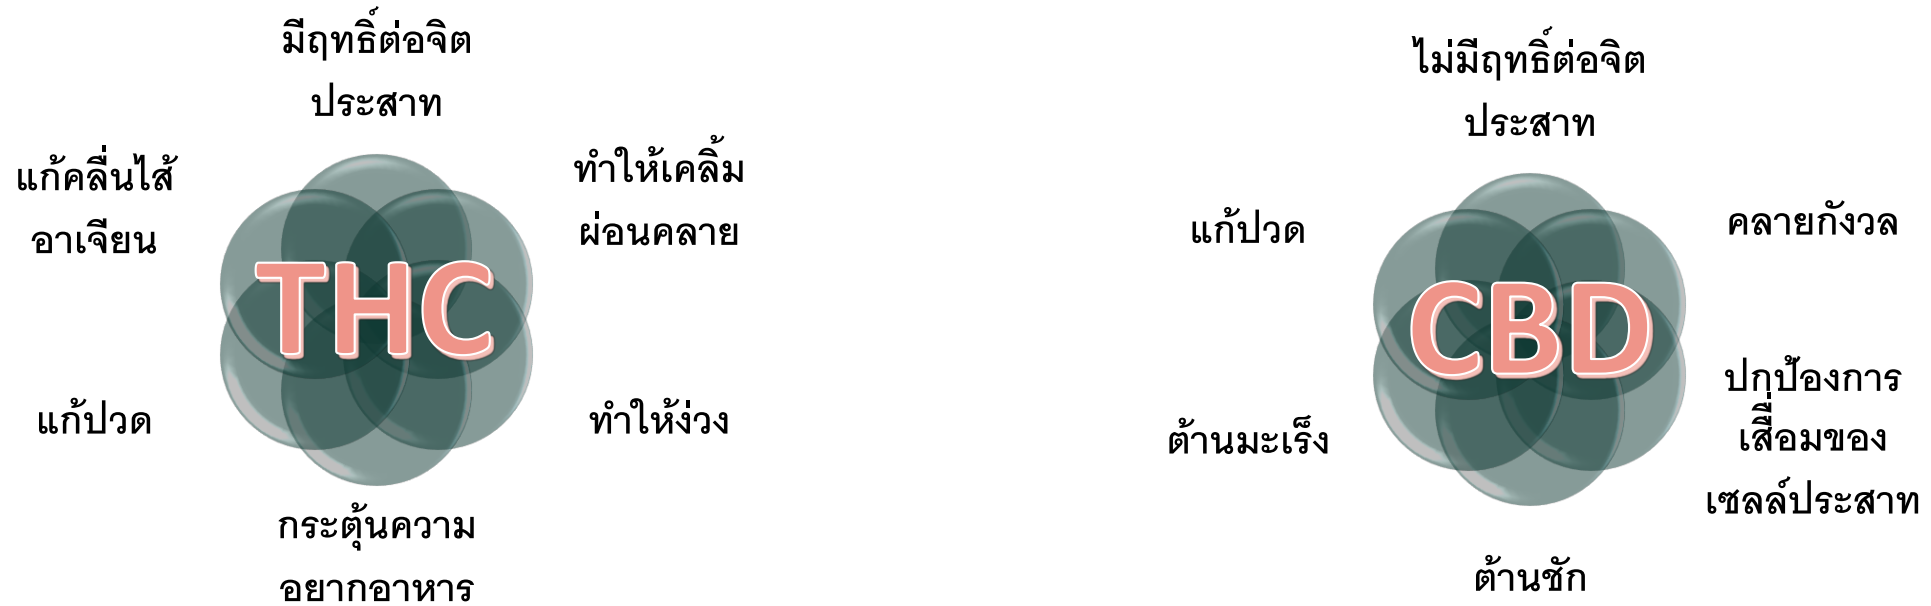 มีฤทธิ์ต่อจิต
ประสาท
ทำให้เคลิ้ม
ผ่อนคลาย
ทำให้ง่วง
กระตุ้นความ
อยากอาหาร
แก้ปวด
แก้คลื่นไส้
อาเจียน
THC
ไม่มีฤทธิ์ต่อจิต
ประสาท
คลายกังวล
ปกป้องการ
เสื่อมของ
เซลล์ประสาท
ต้านชัก
ต้านมะเร็ง
แก้ปวด
CBD